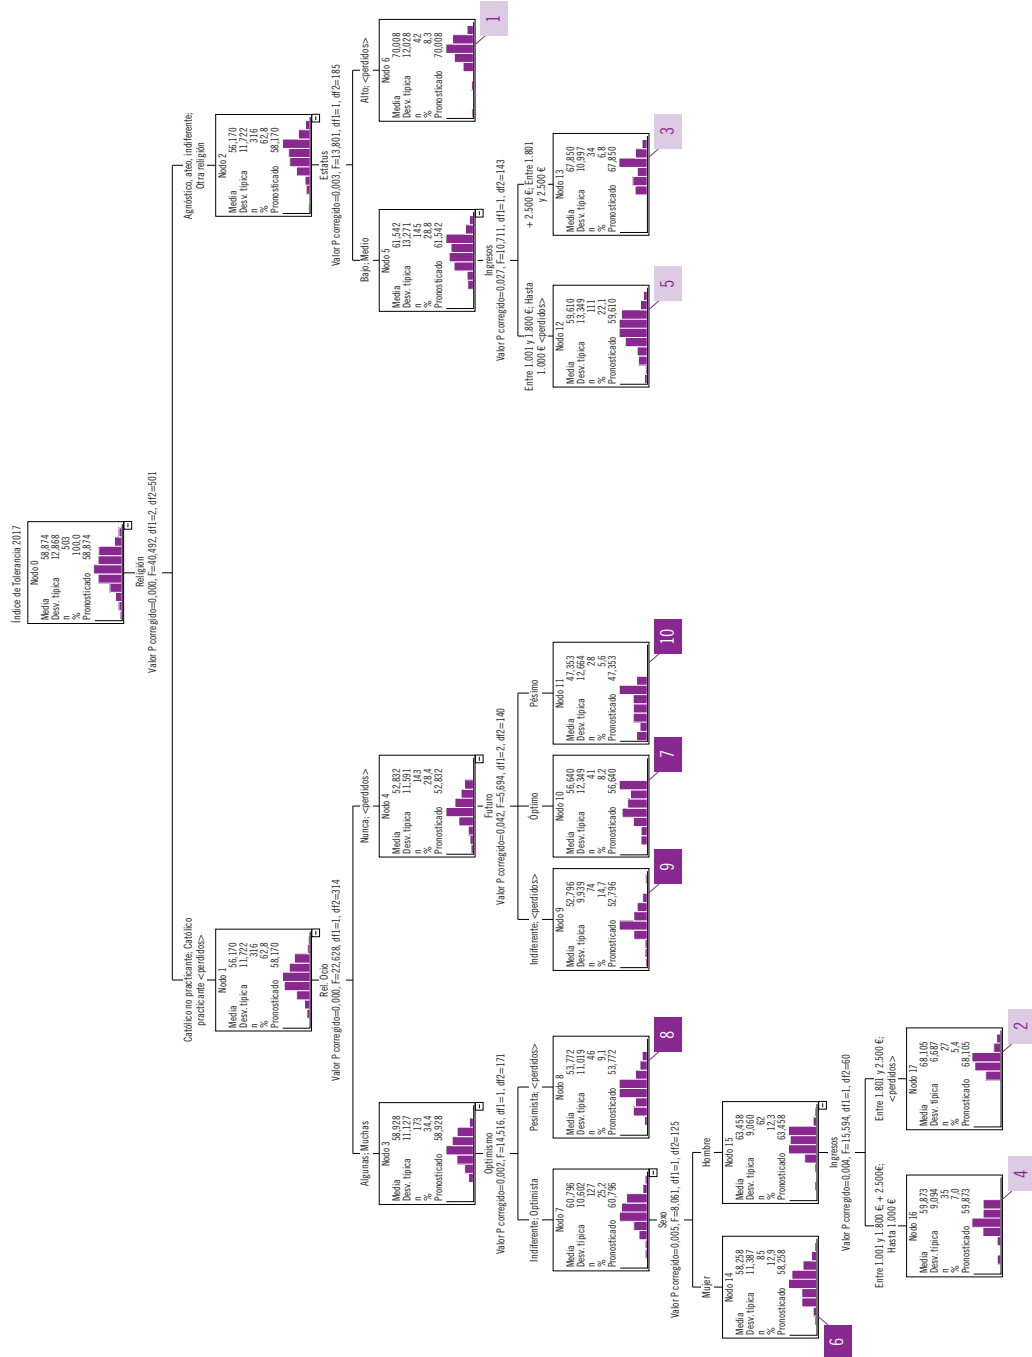 Índice de Tolerancia 2017
Nodo 0
Media 58,874
Desv. típica 12,868
n 503
% 100,0
Pronosticado 58,874
Religión
Valor P corregido=0,000, F=40,492, df1=2, df2=501
Católico no practicante; Católico
practicante <perdidos>
Nodo 1
Media 56,170
Desv. típica 11,722
n 316
% 62,8
Pronosticado 58,170
Rel. Ocio
Valor P corregido=0,000, F=22,628, df1=1, df2=314
Agnóstico, ateo, indiferente;
Otra religión
Nodo 2
Media 56,170
Desv. típica 11,722
n 316
% 62,8
Pronosticado 58,170
Estatus
Valor P corregido=0,003, F=13,801, df1=1, df2=185
Algunas; Muchas
Nodo 3
Media 58,928
Desv. típica 11,127
n 173
% 34,4
Pronosticado 58,928
Optimismo
Valor P corregido=0,002, F=14,516, df1=1, df2=171
Nunca; <perdidos>
Nodo 4
Media 52,832
Desv. típica 11,591
n 143
% 28,4
Pronosticado 52,832
Futuro
Valor P corregido=0,042, F=5,694, df1=2, df2=140
Bajo; Medio
Nodo 5
Media 61,542
Desv. típica 13,271
n 145
% 28,8
Pronosticado 61,542
Ingresos
Valor P corregido=0,027, F=10,711, df1=1, df2=143
Alto; <perdidos>
Nodo 6
Media 70,008
Desv. típica 12,028
n 42
% 8,3
Pronosticado 70,008
1
Indiferente; Optimista
Nodo 7
Media 60,796
Desv. típica 10,602
n 127
% 25,2
Pronosticado 60,796
Sexo
Valor P corregido=0,005, F=8,061, df1=1, df2=125
Pesimista; <perdidos>
Nodo 8
Media 53,772
Desv. típica 11,019
n 46
% 9,1
Pronosticado 53,772
8
Indiferente; <perdidos>
Nodo 9
Media 52,796
Desv. típica 9,939
n 74
% 14,7
Pronosticado 52,796
9
Óptimo
Nodo 10
Media 56,640
Desv. típica 12,349
n 41
% 8,2
Pronosticado 56,640
7
Pésimo
Nodo 11
Media 47,353
Desv. típica 12,664
n 28
% 5,6
Pronosticado 47,353
10
Entre 1.001 y 1.800 €; Hasta
1.000 € <perdidos>
Nodo 12
Media 59,610
Desv. típica 13,349
n 111
% 22,1
Pronosticado 59,610
5
+ 2.500 €; Entre 1.801
y 2.500 €
Nodo 13
Media 67,850
Desv. típica 10,997
n 34
% 6,8
Pronosticado 67,850
3
Mujer
Nodo 14
Media 58,258
Desv. típica 11,387
n 85
% 12,9
Pronosticado 58,258
6
Hombre
Nodo 15
Media 63,458
Desv. típica 9,060
n 62
% 12,3
Pronosticado 63,458
Ingresos
Valor P corregido=0,004, F=15,594, df1=1, df2=60
Entre 1.001 y 1.800 €; + 2.500€;
Hasta 1.000 €
Nodo 16
Media 59,873
Desv. típica 9,094
n 35
% 7,0
Pronosticado 59,873
4
Entre 1.801 y 2.500 €;
<perdidos>
Nodo 17
Media 68,105
Desv. típica 6,687
n 27
% 5,4
Pronosticado 68,105
2